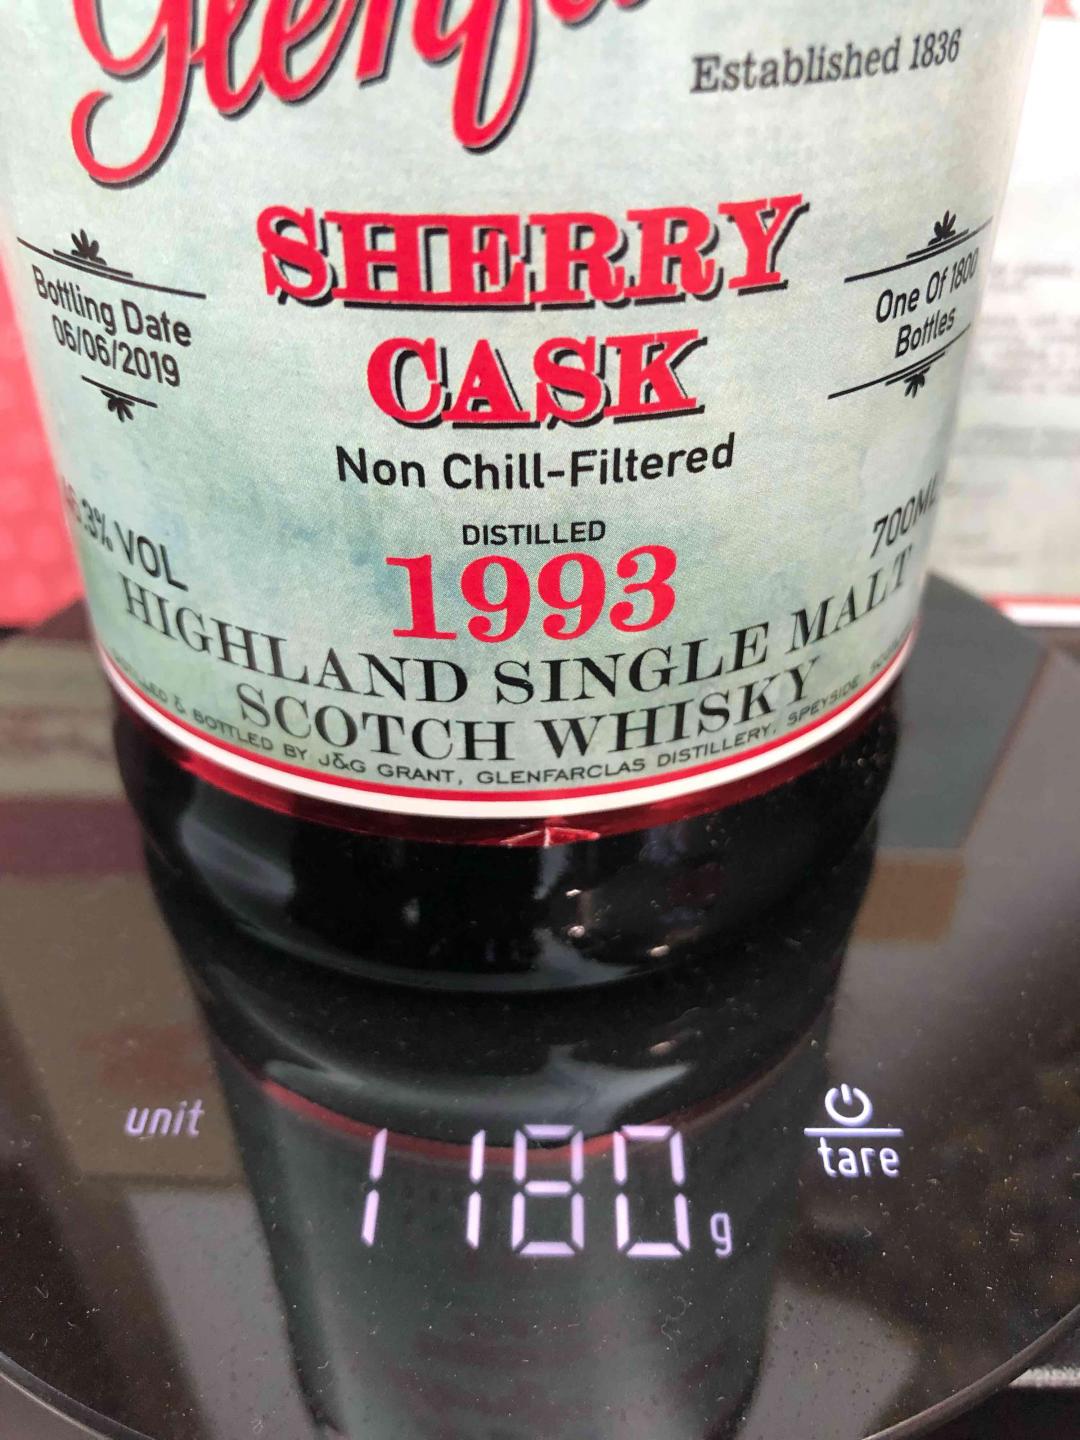 Established 1836
SHERRY
CASK
Bottling Date
06/06/2019
One Of 1800
Bottles
Non Chill-Filtered
DISTILLED
1993
VOL
700ML
HIGHLAND SINGLE MALT
SCOTCH WHISKY
& BOTTLED BY J&G GRANT, GLENFARCLAS DISTILLERY, SPEYSIDE
unit
1180 g
tare